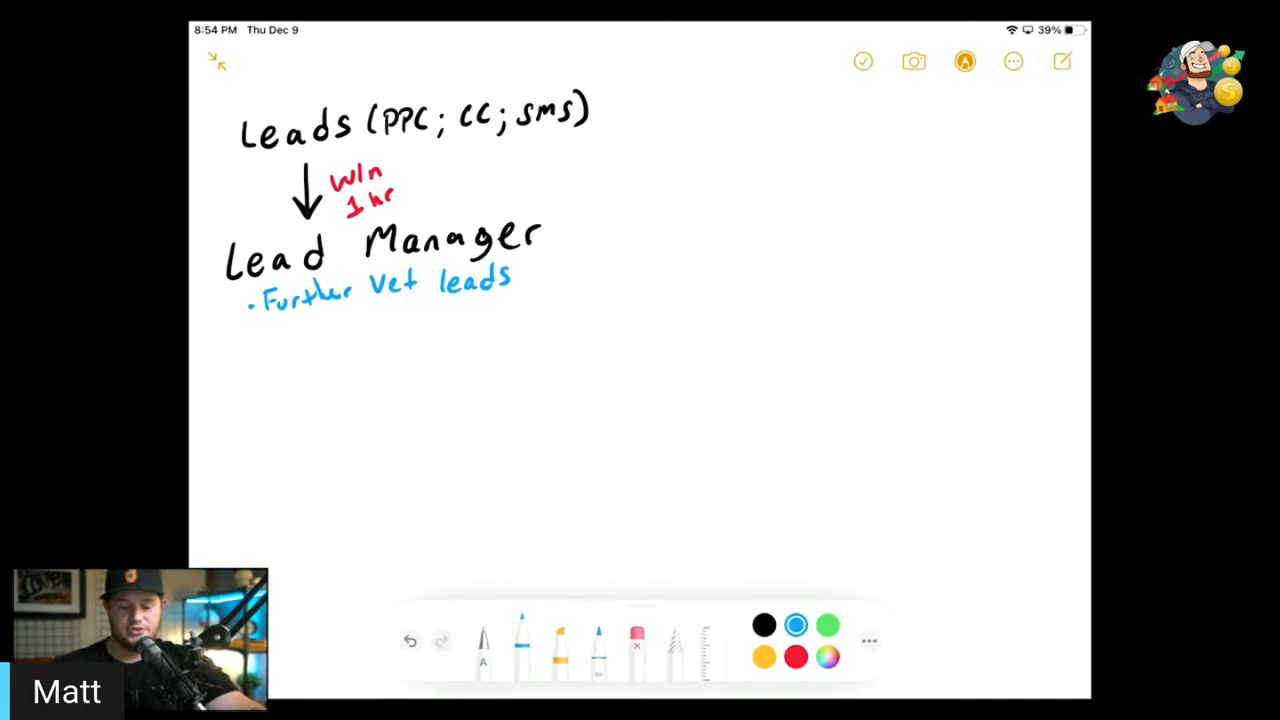 8:54 PM Thu Dec 9 39%
Leads (PPC; CC; SMS)
W/n
1 hr
Lead Manager
• Further Vet leads
A
Matt